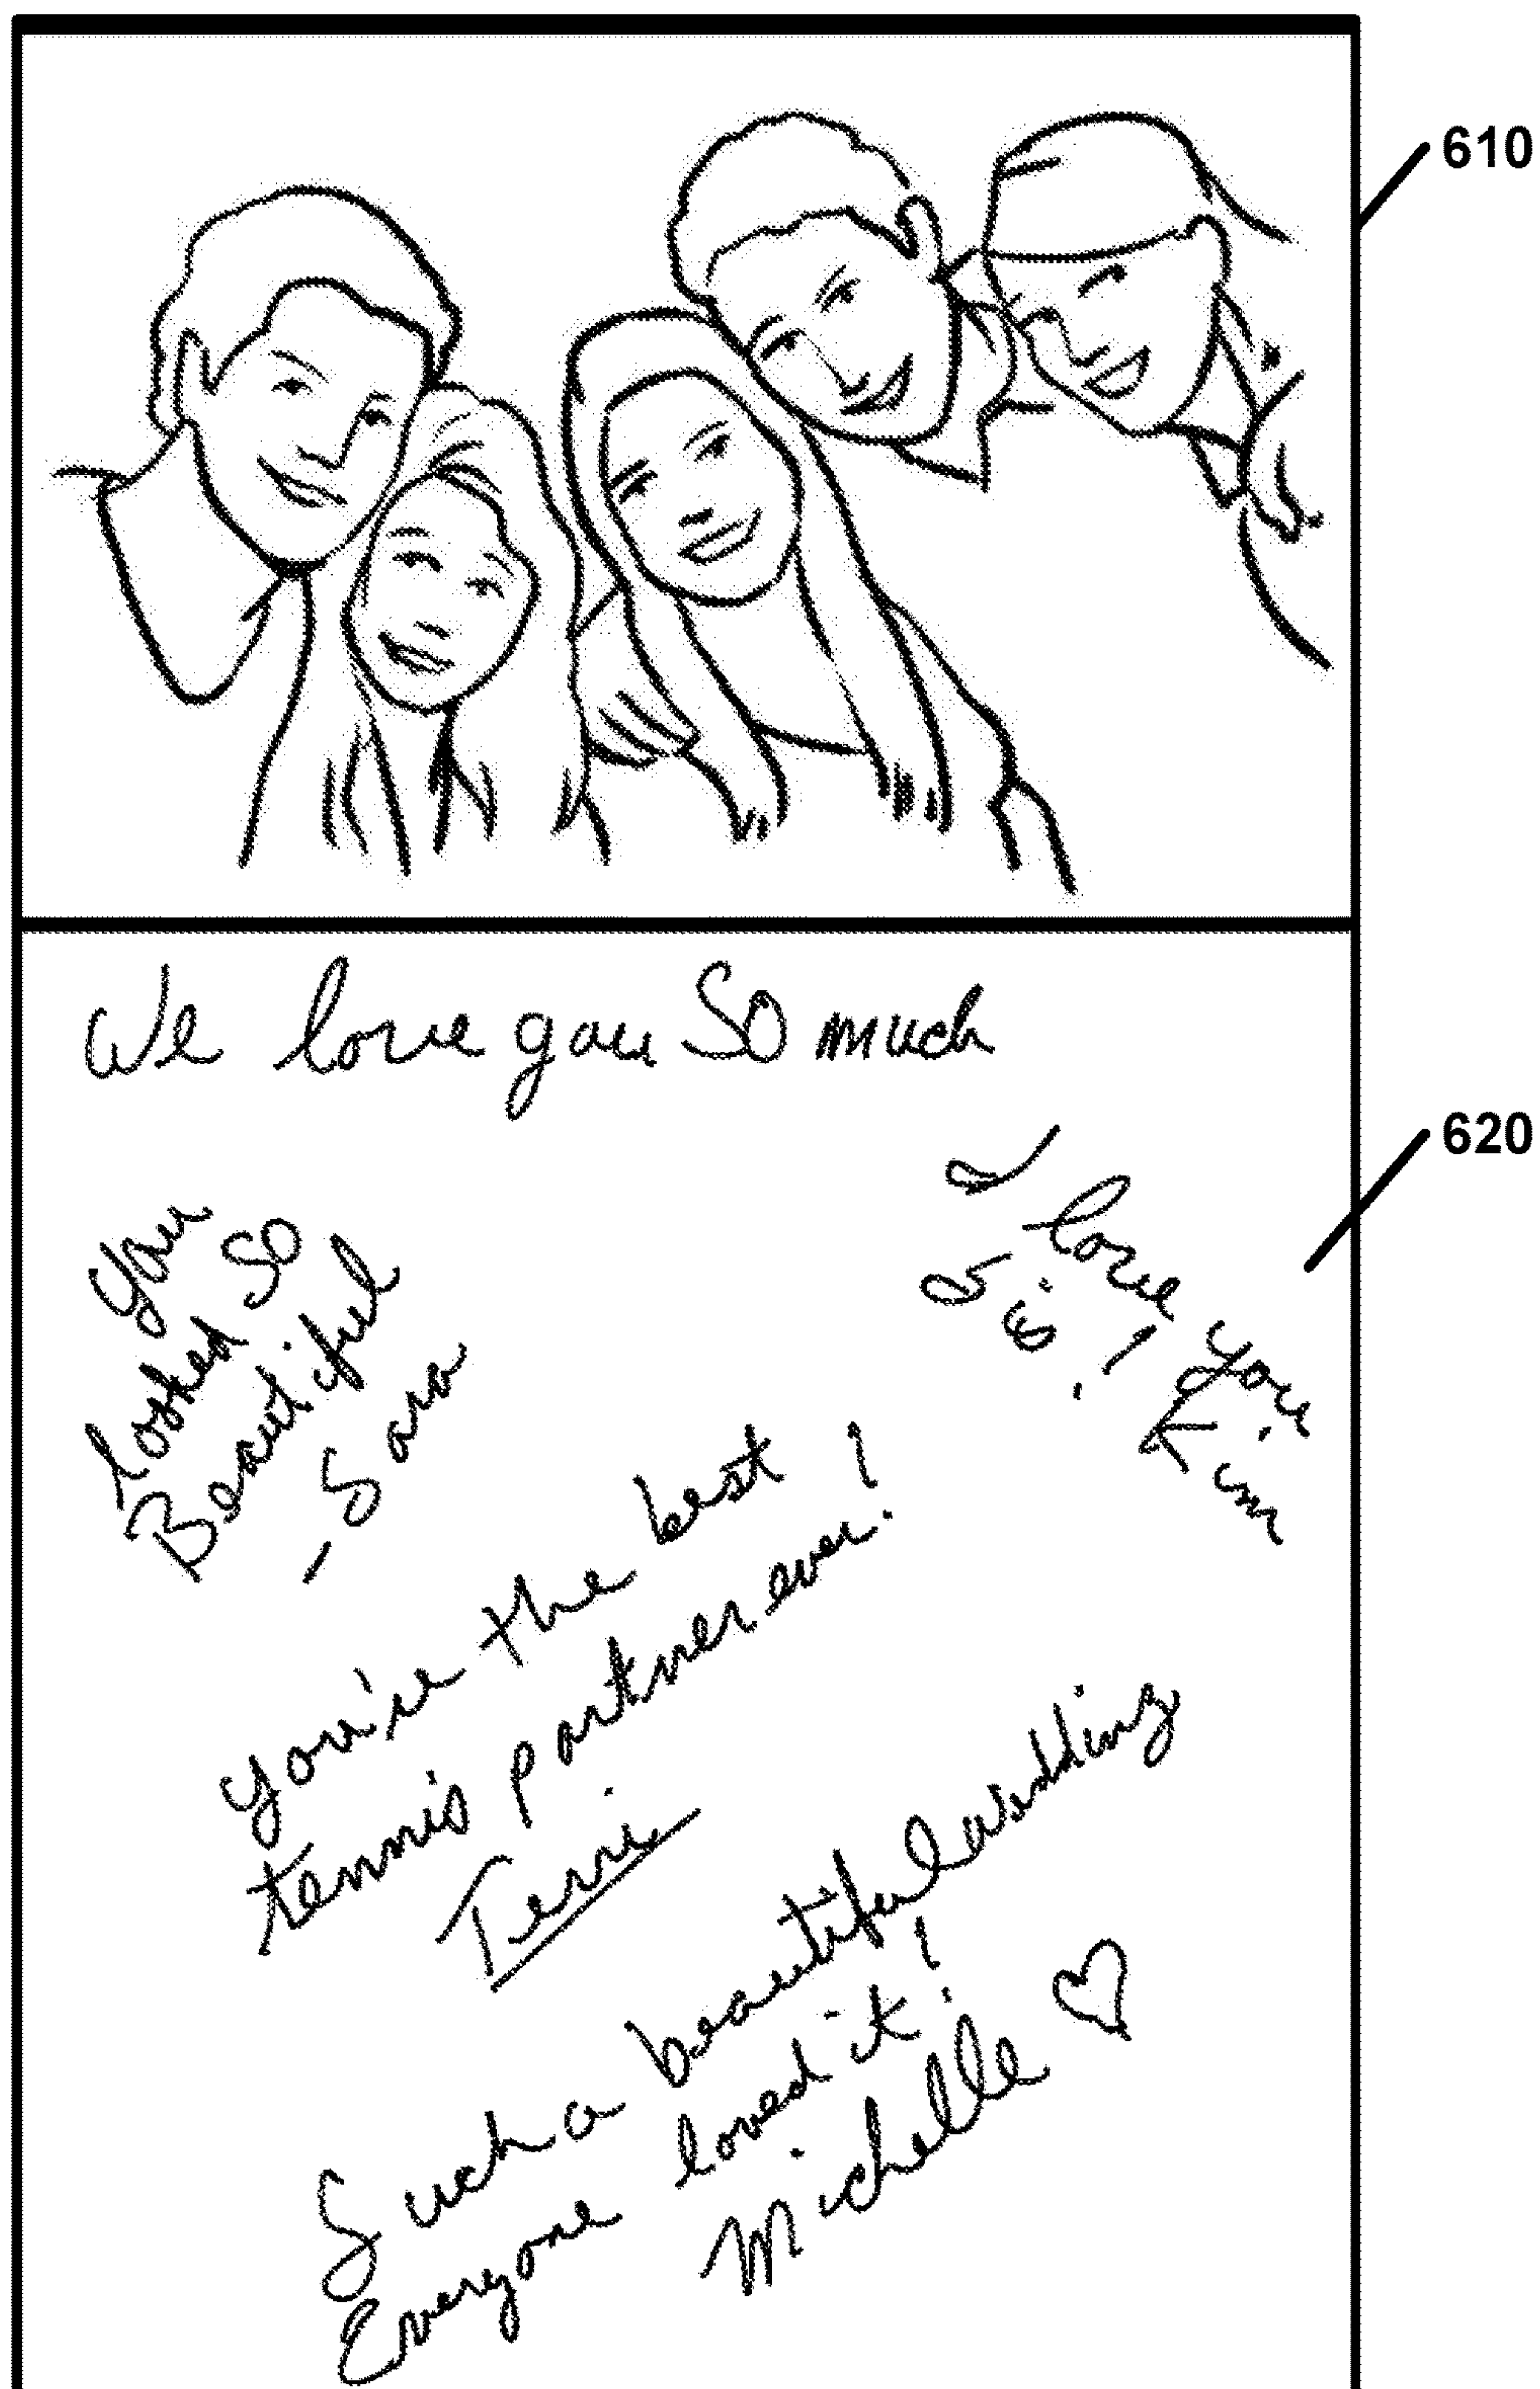 610
We love you SO much
620
You
Looked So
Beautiful
- Sara
I love you
Sis!
Kim
you're the best
tennis partner ever!
Terri
Such a beautiful wedding
Everyone loved it!
Michelle